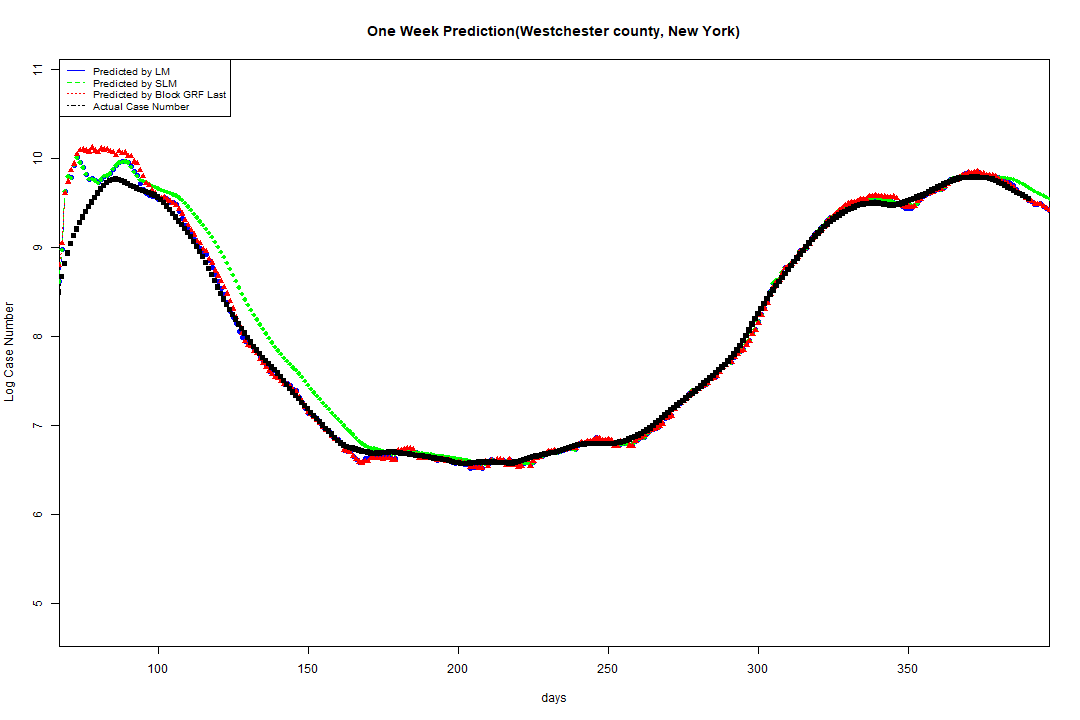 One Week Prediction(Westchester county, New York)
Predicted by LM
Predicted by SLM
Predicted by Block GRF Last
Actual Case Number
11
10
9
8
7
6
5
Log Case Number
100 150 200 250 300 350
days